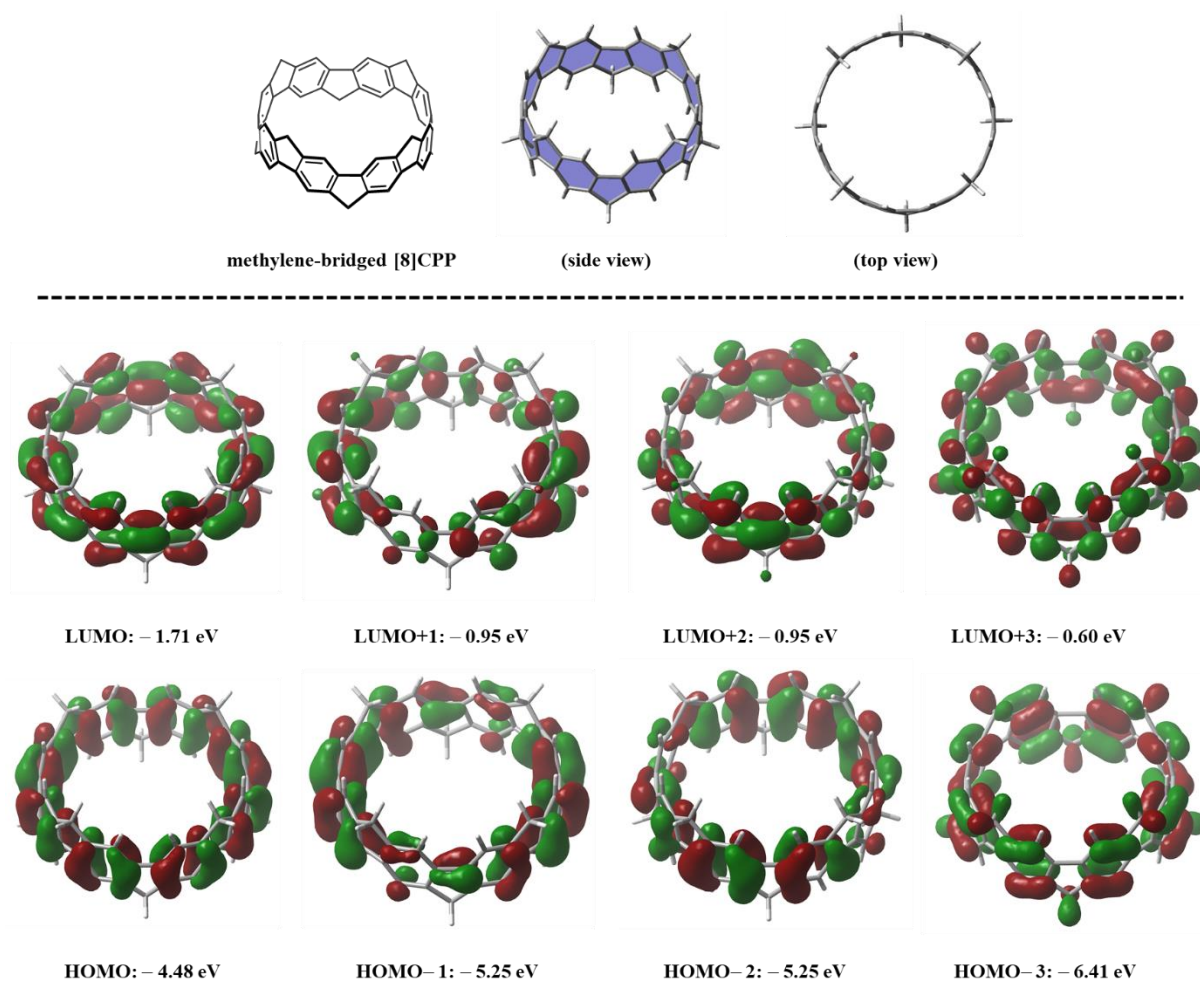 methylene-bridged [8]CPP (side view) (top view)
LUMO: – 1.71 eV LUMO+1: – 0.95 eV LUMO+2: – 0.95 eV LUMO+3: – 0.60 eV
HOMO: – 4.48 eV HOMO– 1: – 5.25 eV HOMO– 2: – 5.25 eV HOMO– 3: – 6.41 eV